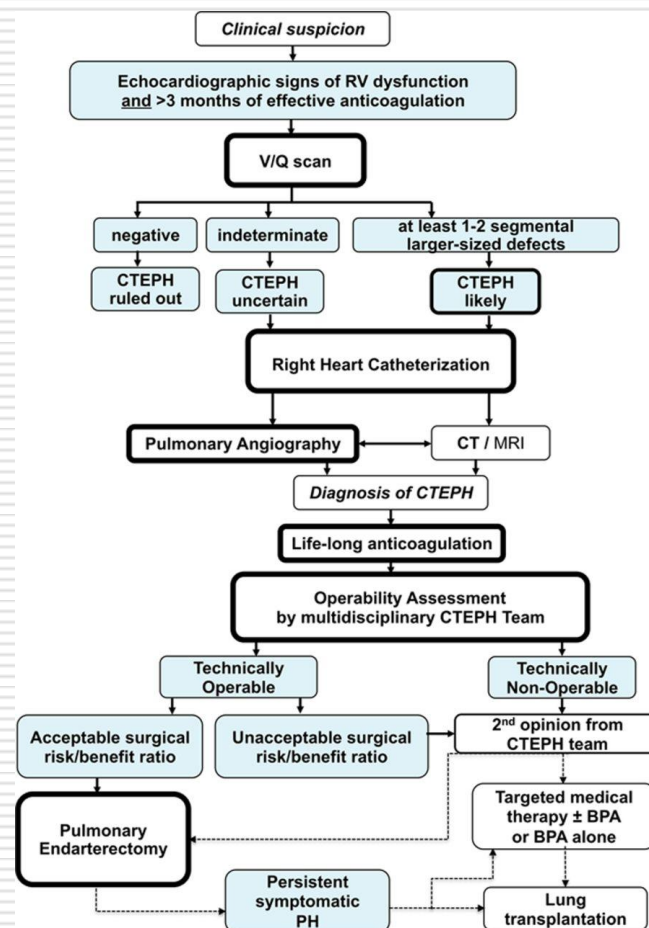 Clinical suspicion
Echocardiographic signs of RV dysfunction
and >3 months of effective anticoagulation
V/Q scan
negative
indeterminate
at least 1-2 segmental
larger-sized defects
CTEPH
ruled out
CTEPH
uncertain
CTEPH
likely
Right Heart Catheterization
Pulmonary Angiography
CT / MRI
Diagnosis of CTEPH
Life-long anticoagulation
Operability Assessment
by multidisciplinary CTEPH Team
Technically
Operable
Technically
Non-Operable
Acceptable surgical
risk/benefit ratio
Unacceptable surgical
risk/benefit ratio
2nd opinion from
CTEPH team
Targeted medical
therapy ± BPA
or BPA alone
Pulmonary
Endarterectomy
Persistent
symptomatic
PH
Lung
transplantation